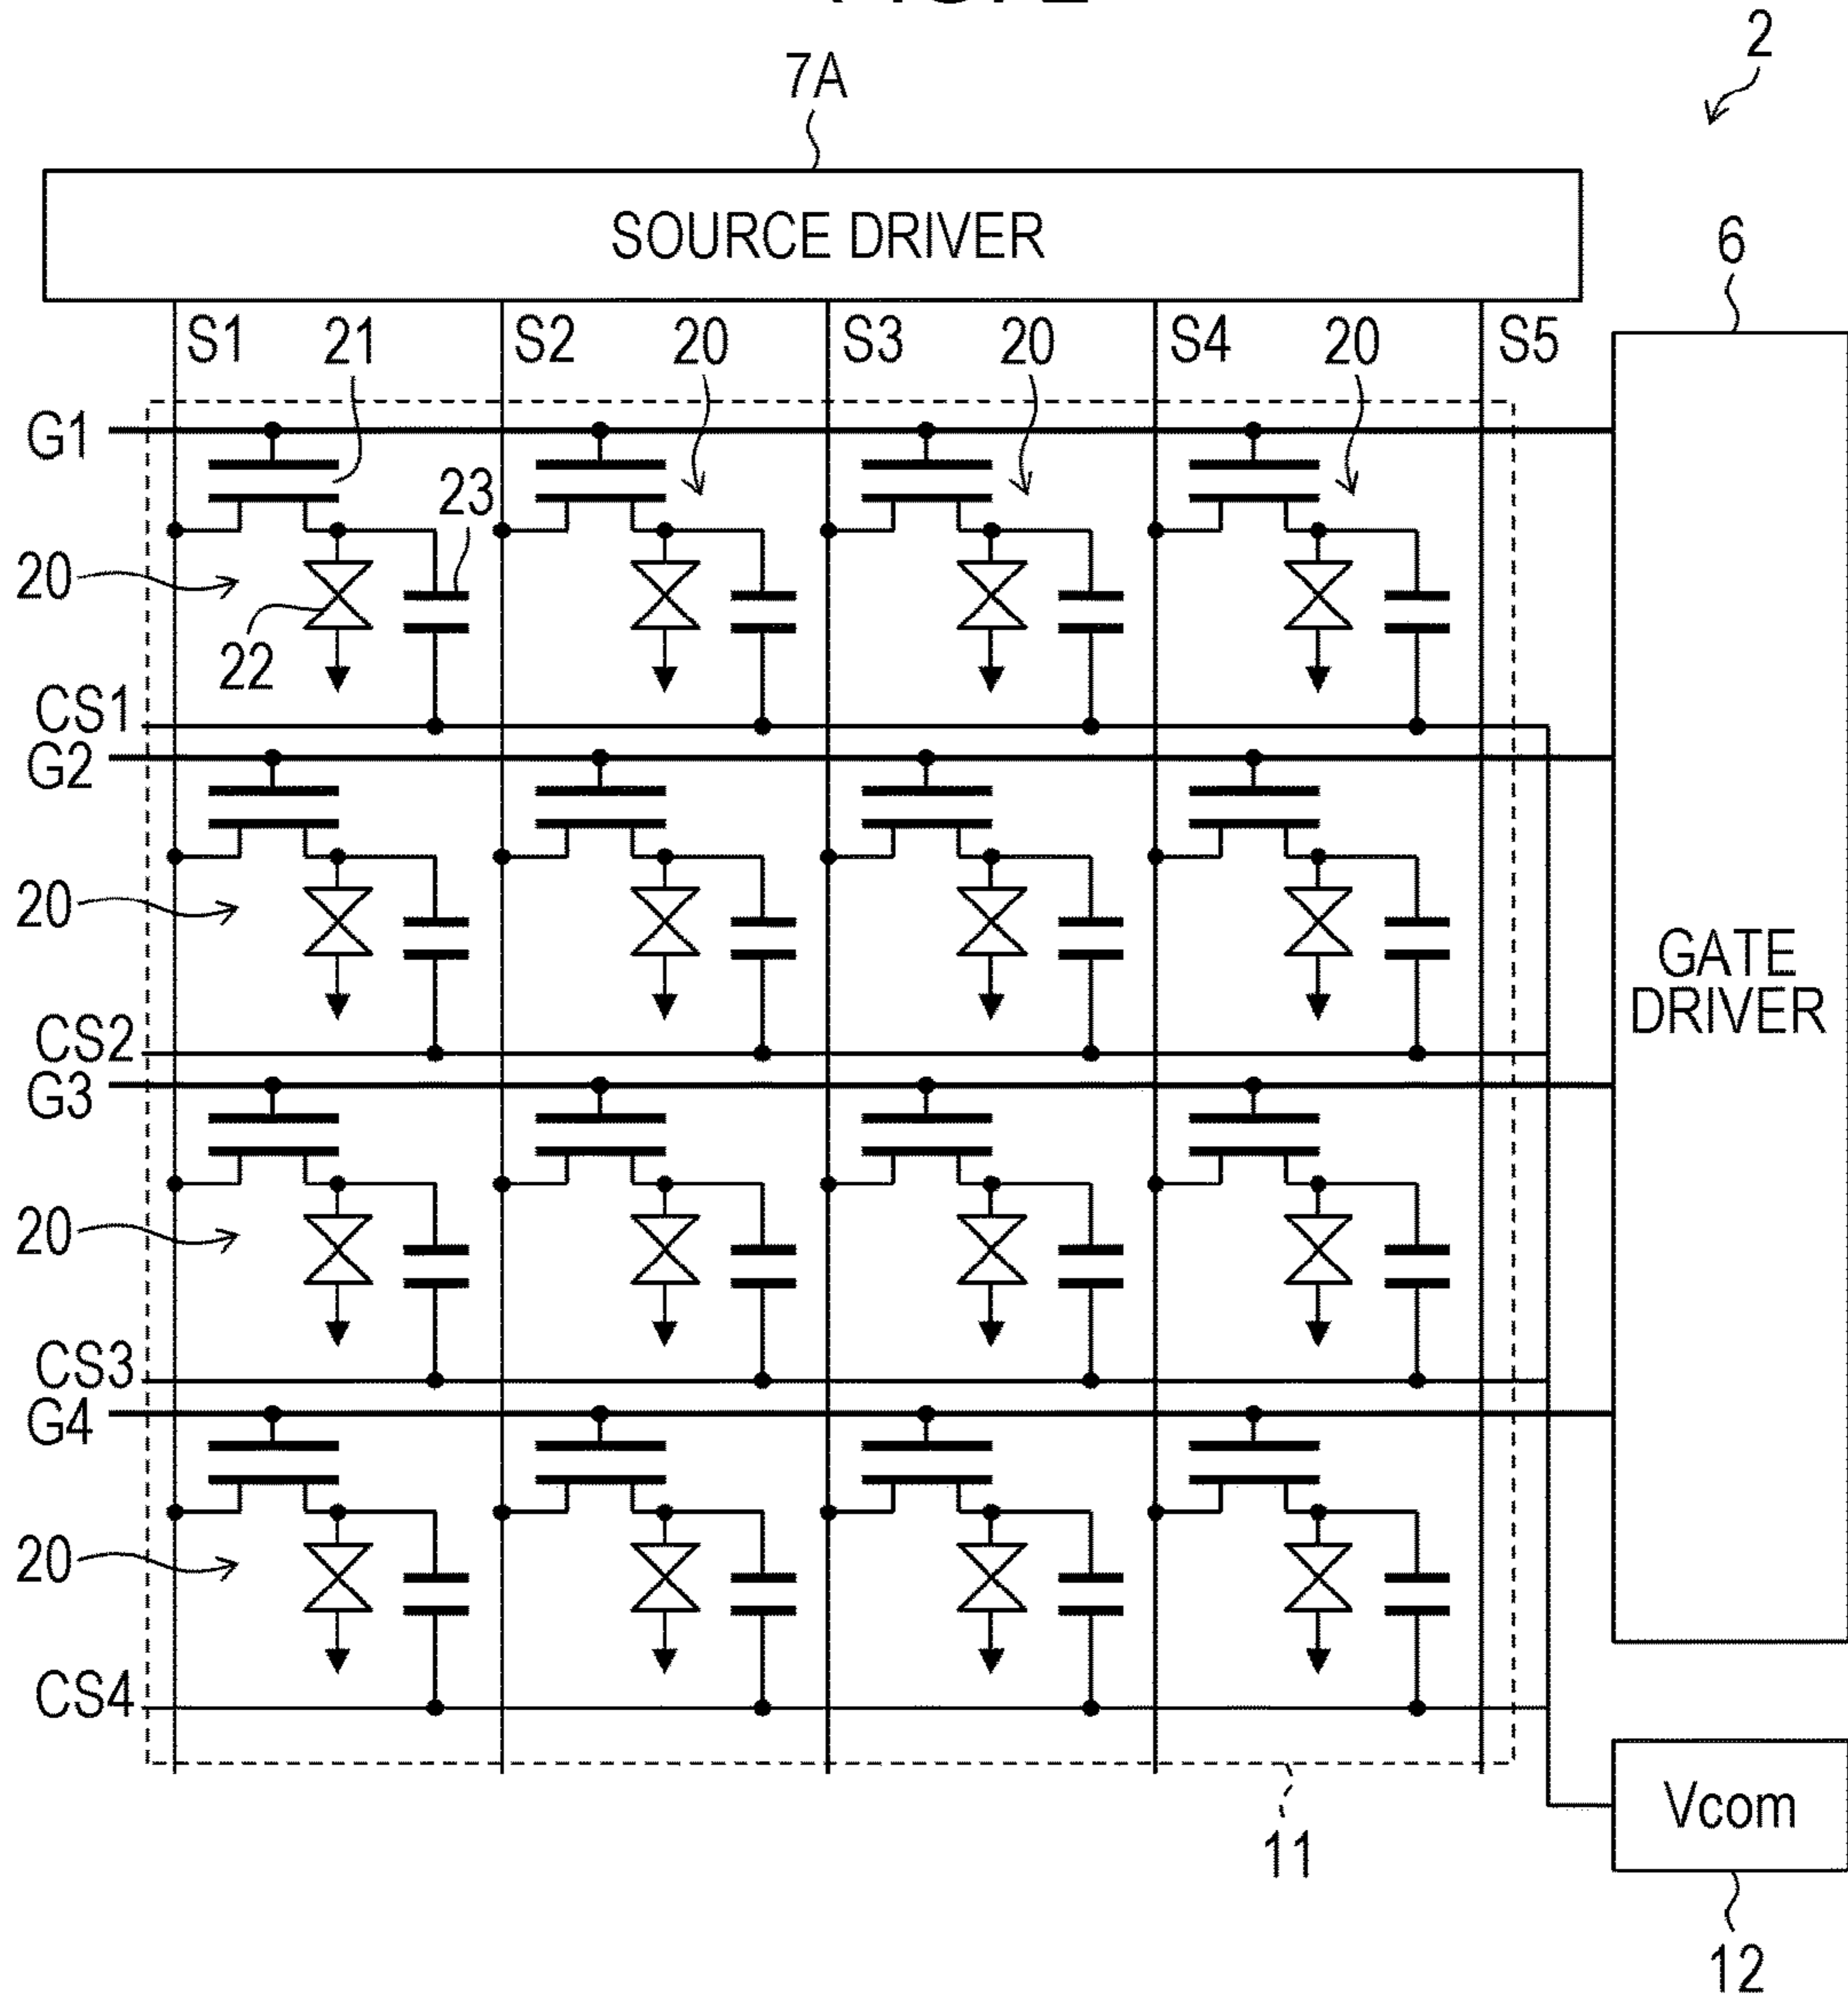 2
7A
SOURCE DRIVER
6
S1 21 S2 20 S3 20 S4 20 S5
G1
23
20
22
CS1
G2
20
GATE
DRIVER
CS2
G3
20
CS3
G4
20
CS4
Vcom
11
12